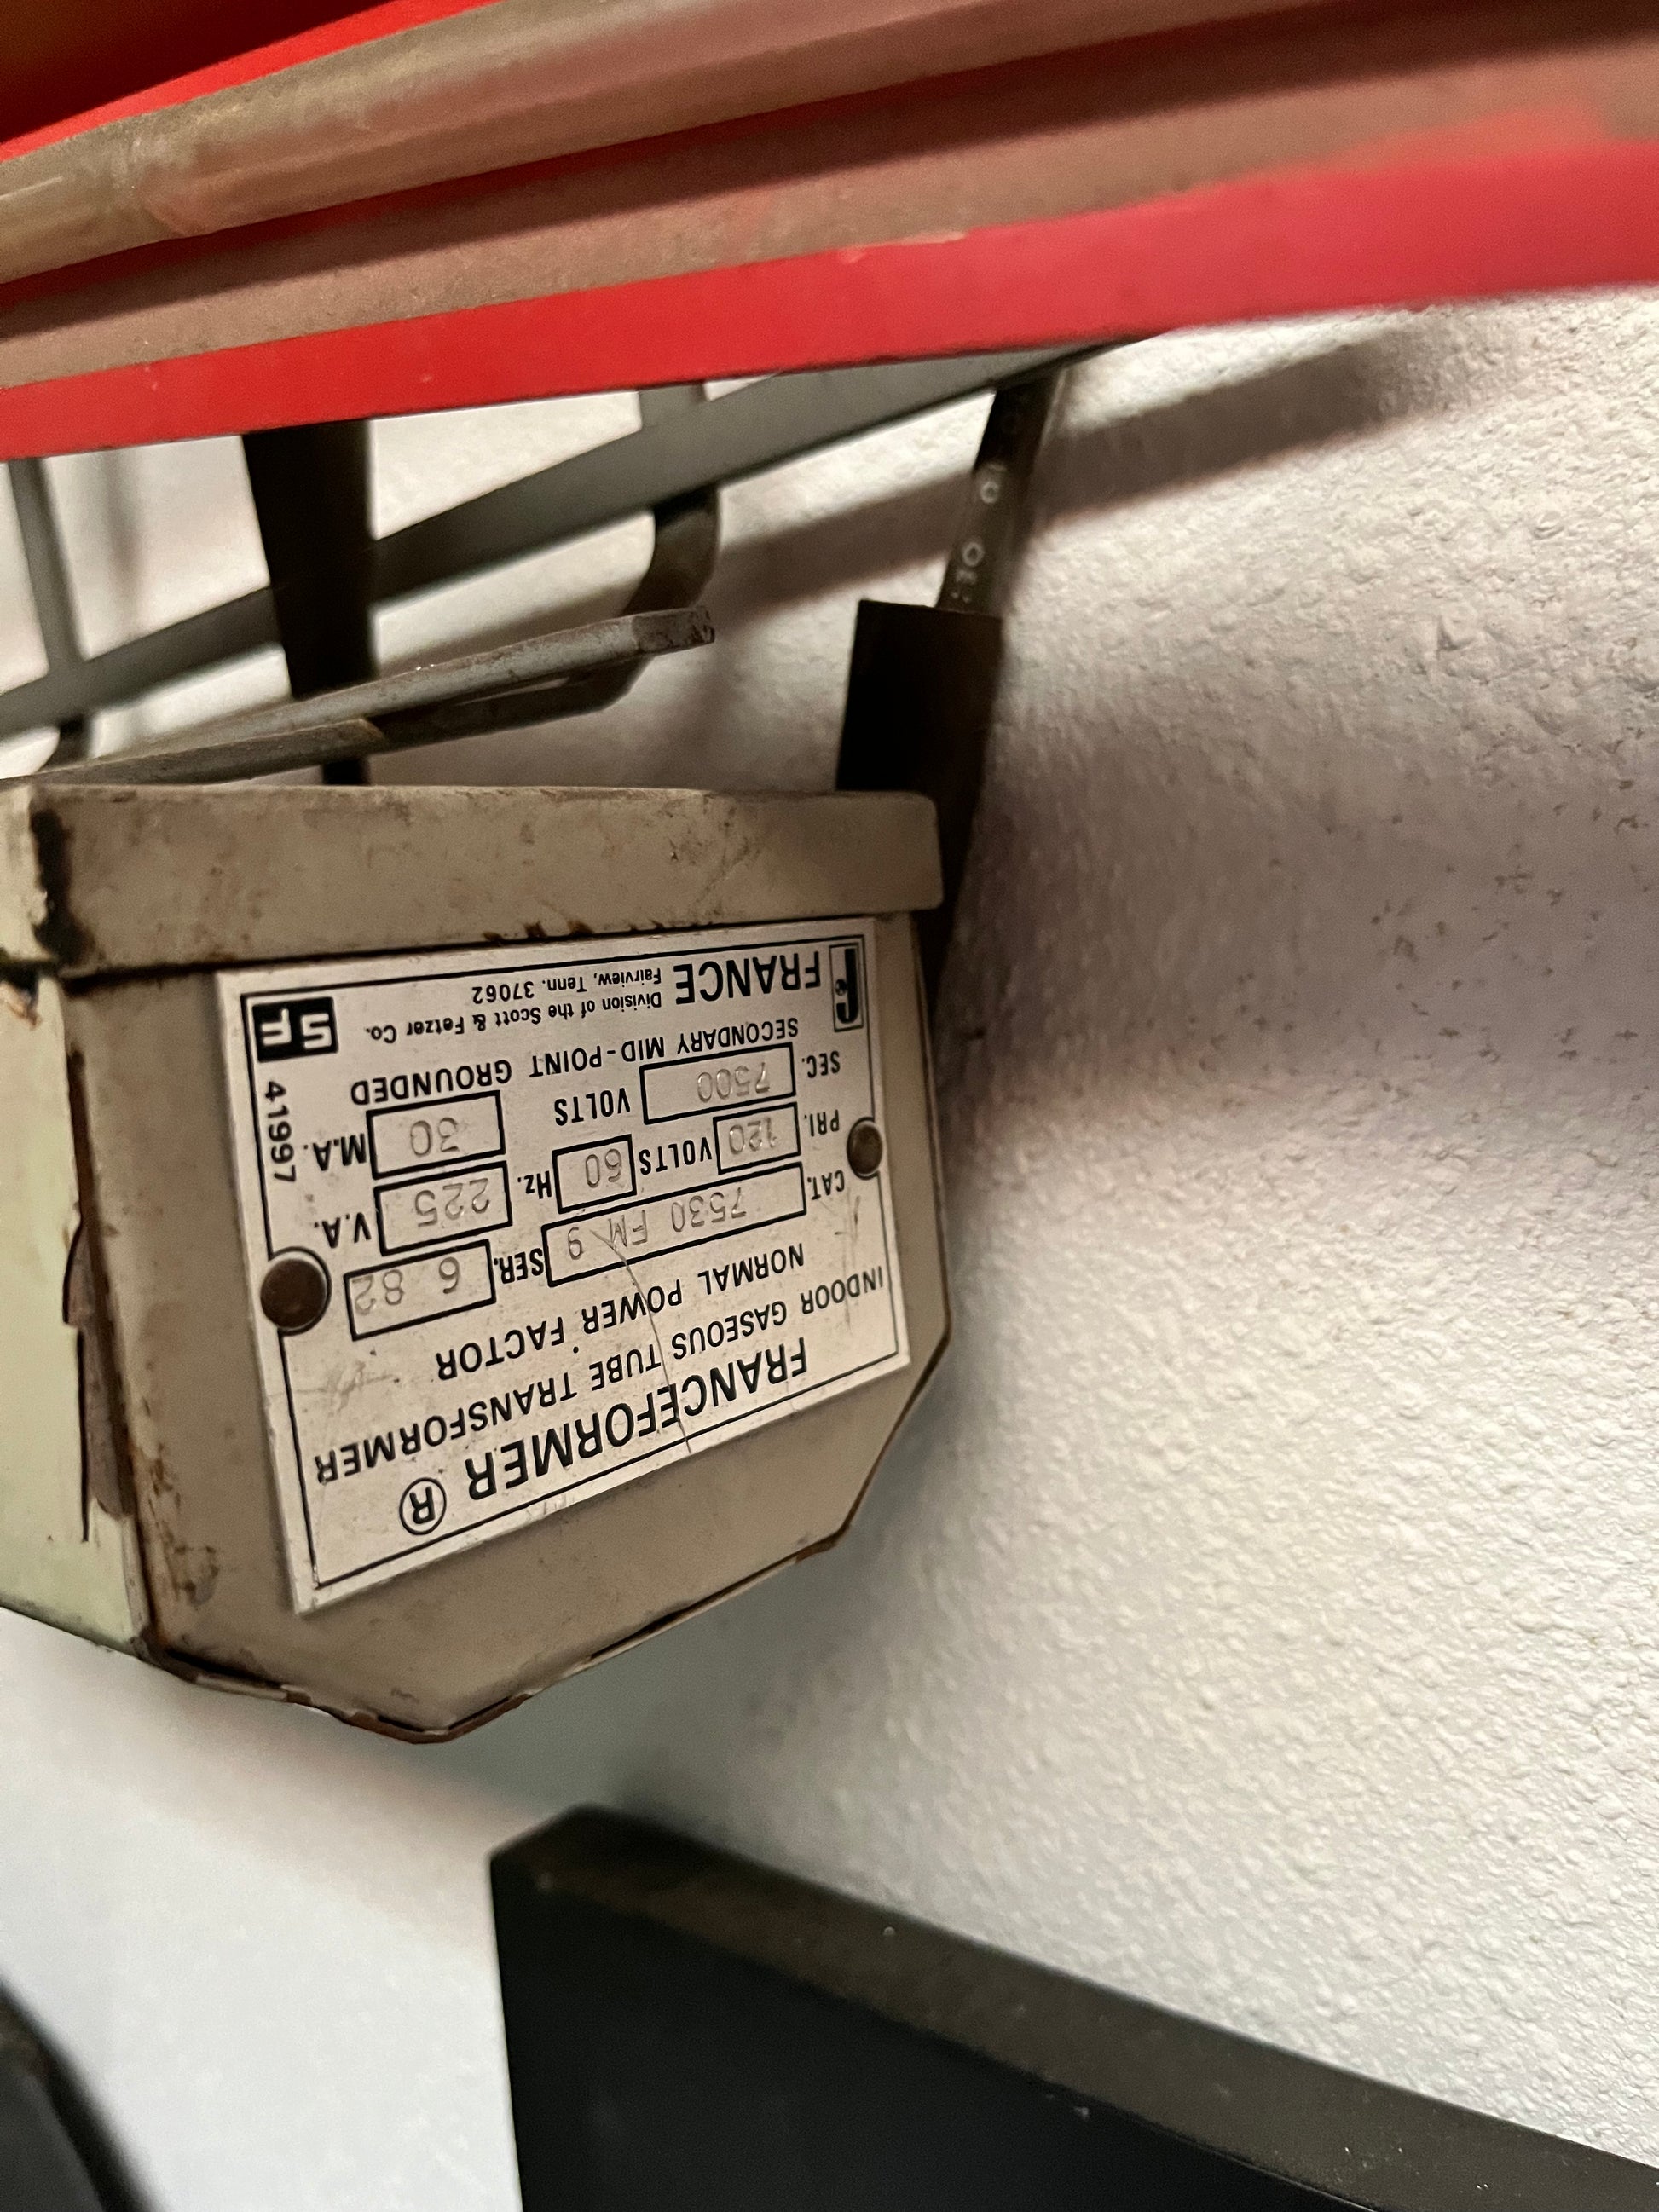 FRANCEFORMER ®
INDOOR GASEOUS TUBE TRANSFORMER
NORMAL POWER FACTOR
CAT. 7530 FM 9 SER. 6 82
PRI. 120 VOLTS 60 Hz. 225 V.A.
SEC. 7500 VOLTS 30 M.A.
SECONDARY MID-POINT GROUNDED
FRANCE Division of the Scott & Fetzer Co.
Fairview, Tenn. 37062
SF
41997